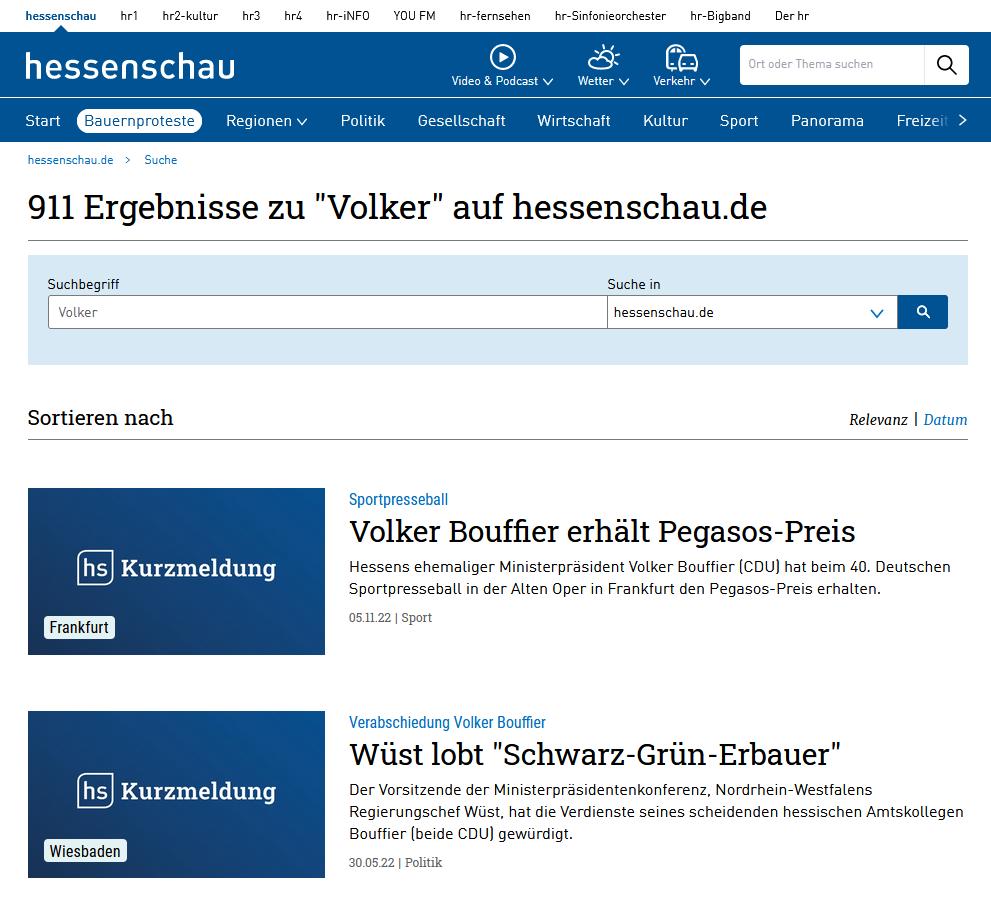 hessenschau hr1 hr2-kultur hr3 hr4 hr-iNFO YOU FM hr-fernsehen hr-Sinfonieorchester hr-Bigband Der hr
hessenschau
Video & Podcast Wetter Verkehr Ort oder Thema suchen
Start Bauernproteste Regionen Politik Gesellschaft Wirtschaft Kultur Sport Panorama Freizeit
hessenschau.de > Suche
911 Ergebnisse zu "Volker" auf hessenschau.de
Suchbegriff Suche in
Volker hessenschau.de
Sortieren nach Relevanz | Datum
hs Kurzmeldung
Frankfurt
Sportpresseball
Volker Bouffier erhält Pegasos-Preis
Hessens ehemaliger Ministerpräsident Volker Bouffier (CDU) hat beim 40. Deutschen
Sportpresseball in der Alten Oper in Frankfurt den Pegasos-Preis erhalten.
05.11.22 | Sport
hs Kurzmeldung
Wiesbaden
Verabschiedung Volker Bouffier
Wüst lobt "Schwarz-Grün-Erbauer"
Der Vorsitzende der Ministerpräsidentenkonferenz, Nordrhein-Westfalens
Regierungschef Wüst, hat die Verdienste seines scheidenden hessischen Amtskollegen
Bouffier (beide CDU) gewürdigt.
30.05.22 | Politik